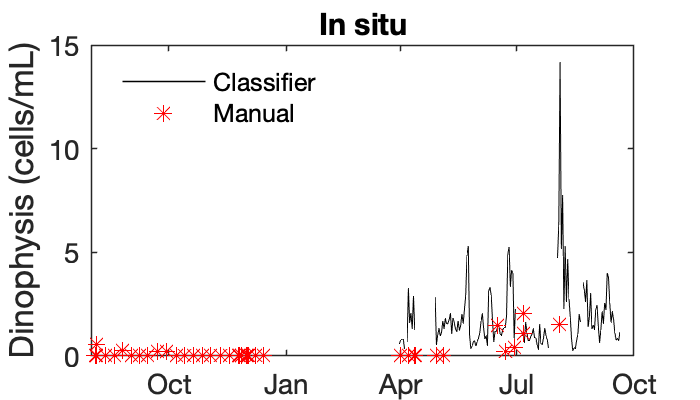 In situ
Dinophysis (cells/mL)
15
10
5
0
Classifier
Manual
Oct
Jan
Apr
Jul
Oct